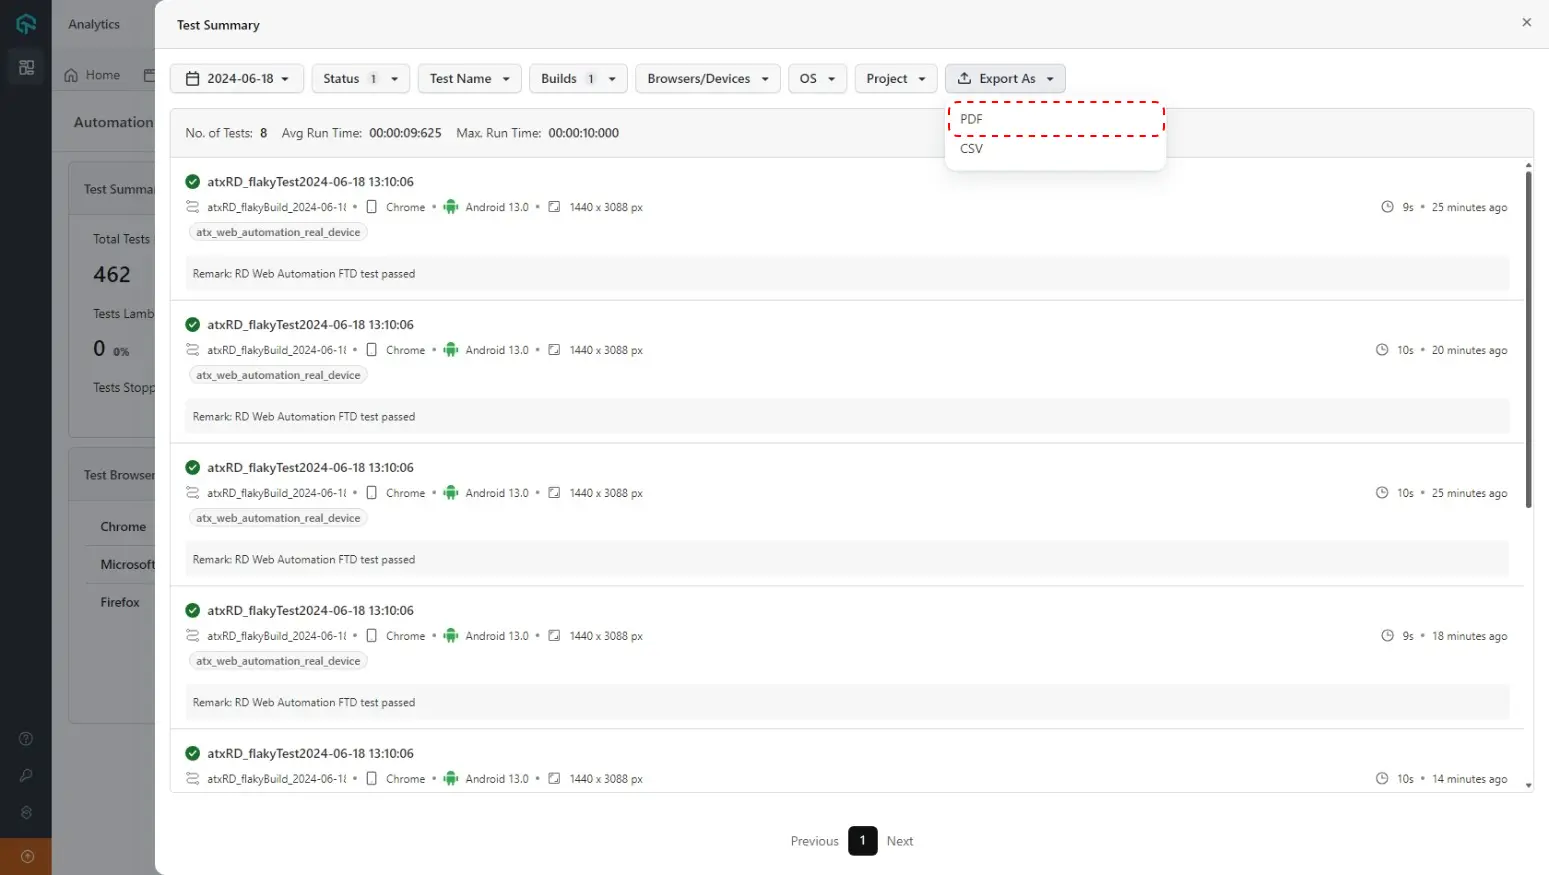 Analytics
Test Summary
Home
2024-06-18
Status 1
Test Name
Builds 1
Browsers/Devices
OS
Project
Export As
PDF
CSV
Automation
No. of Tests: 8 Avg Run Time: 00:00:09:625 Max. Run Time: 00:00:10:000
Test Summa
Total Tests
462
Tests Lamb
0 0%
Tests Stopp
Test Browser
Chrome
Microsoft
Firefox
atxRD_flakyTest2024-06-18 13:10:06
atxRD_flakyBuild_2024-06-18 • Chrome • Android 13.0 • 1440 x 3088 px 9s • 25 minutes ago
atx_web_automation_real_device
Remark: RD Web Automation FTD test passed
atxRD_flakyTest2024-06-18 13:10:06
atxRD_flakyBuild_2024-06-18 • Chrome • Android 13.0 • 1440 x 3088 px 10s • 20 minutes ago
atx_web_automation_real_device
Remark: RD Web Automation FTD test passed
atxRD_flakyTest2024-06-18 13:10:06
atxRD_flakyBuild_2024-06-18 • Chrome • Android 13.0 • 1440 x 3088 px 10s • 25 minutes ago
atx_web_automation_real_device
Remark: RD Web Automation FTD test passed
atxRD_flakyTest2024-06-18 13:10:06
atxRD_flakyBuild_2024-06-18 • Chrome • Android 13.0 • 1440 x 3088 px 9s • 18 minutes ago
atx_web_automation_real_device
Remark: RD Web Automation FTD test passed
atxRD_flakyTest2024-06-18 13:10:06
atxRD_flakyBuild_2024-06-18 • Chrome • Android 13.0 • 1440 x 3088 px 10s • 14 minutes ago
Previous 1 Next